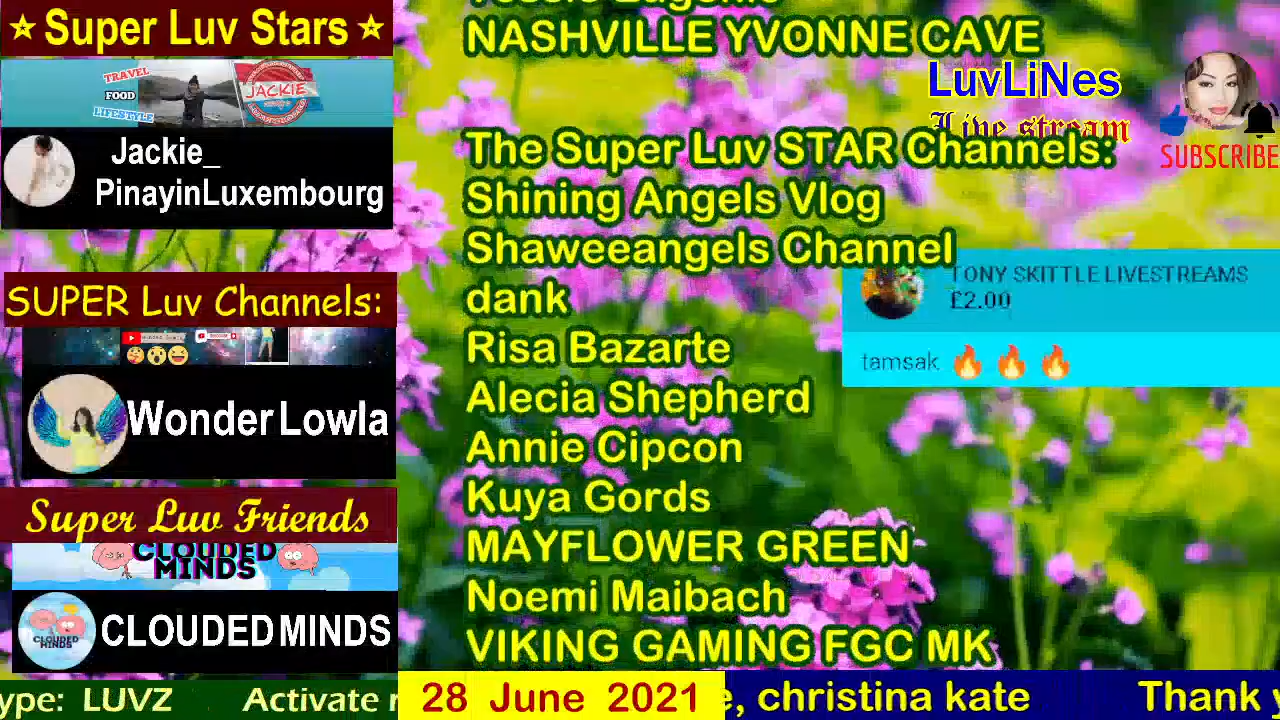 ☆ Super Luv Stars ☆
TRAVEL
FOOD
LIFESTYLE
JACKIE
Jackie_
PinayinLuxembourg
SUPER Luv Channels:
Wonder Lowla
Super Luv Friends
CLOUDED
MINDS
CLOUDED
MINDS
CLOUDED MINDS
NASHVILLE YVONNE CAVE
The Super Luv STAR Channels:
Shining Angels Vlog
Shaweeangels Channel
dank
Risa Bazarte
Alecia Shepherd
Annie Cipcon
Kuya Gords
MAYFLOWER GREEN
Noemi Maibach
VIKING GAMING FGC MK
LuvLiNes
Live stream
SUBSCRIBE
TONY SKITTLE LIVESTREAMS
£2.00
tamsak 🔥 🔥 🔥
ype: LUVZ Activate r
28 June 2021
e, christina kate Thank y